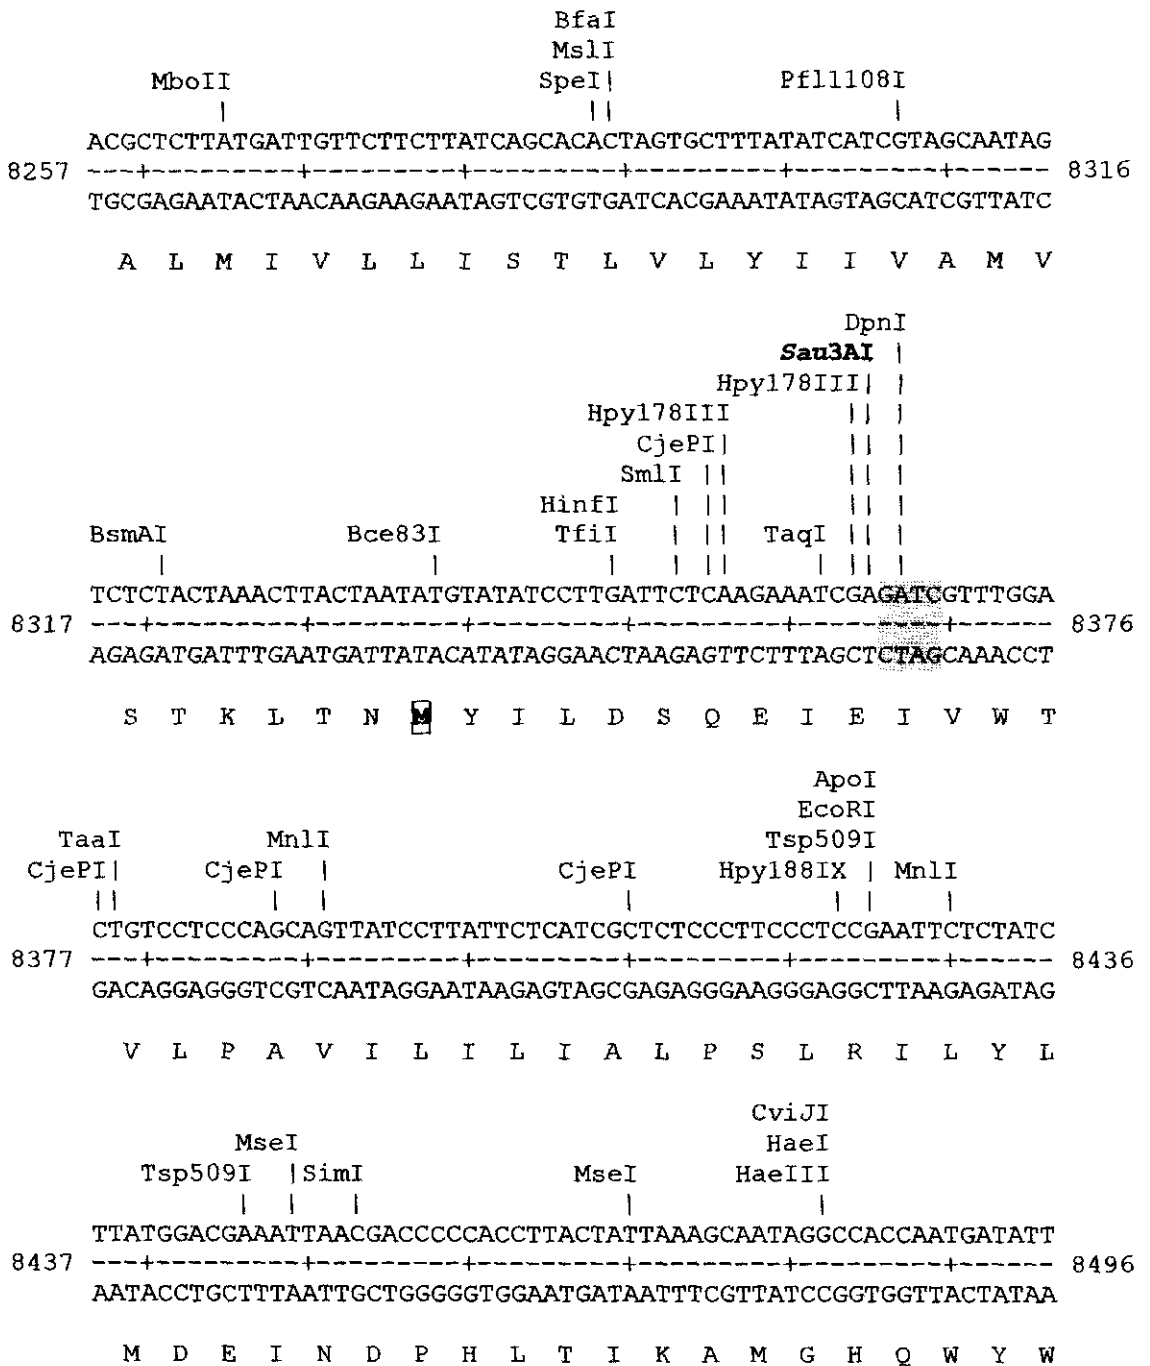 BfaI
MslI
MboII SpeI| Pfl1108I
| || |
ACGCTCTTATGATTGTTCTTCTTATCAGCACACTAGTGCTTTATATCATCGTAGCAATAG
8257 ---+---------+---------+---------+---------+---------+------ 8316
TGCGAGAATACTAACAAGAAGAATAGTCGTGTGATCACGAAATATAGTAGCATCGTTATC
A L M I V L L I S T L V L Y I I V A M V
DpnI
Sau3AI |
Hpy178III| |
Hpy178III || |
CjePI| || |
SmlI || || |
HinfI | || || |
BsmAI Bce83I TfiI | || TaqI || |
| | | | || | || |
TCTCTACTAAACTTACTAATATGTATATCCTTGATTCTCAAGAAATCGAGATCGTTTGGA
8317 ---+---------+---------+---------+---------+---------+------ 8376
AGAGATGATTTGAATGATTATACATATAGGAACTAAGAGTTCTTTAGCTCTAGCAAACCT
S T K L T N M Y I L D S Q E I E I V W T
ApoI
EcoRI
TaaI MnlI Tsp509I
CjePI| CjePI | CjePI Hpy188IX | MnlI
|| | | | | | |
CTGTCCTCCCAGCAGTTATCCTTATTCTCATCGCTCTCCCTTCCCTCCGAATTCTCTATC
8377 ---+---------+---------+---------+---------+---------+------ 8436
GACAGGAGGGTCGTCAATAGGAATAAGAGTAGCGAGAGGGAAGGGAGGCTTAAGAGATAG
V L P A V I L I L I A L P S L R I L Y L
CviJI
MseI HaeI
Tsp509I |SimI MseI HaeIII
| | | | |
TTATGGACGAAATTAACGACCCCCACCTTACTATTAAAGCAATAGGCCACCAATGATATT
8437 ---+---------+---------+---------+---------+---------+------ 8496
AATACCTGCTTTAATTGCTGGGGGTGGAATGATAATTTCGTTATCCGGTGGTTACTATAA
M D E I N D P H L T I K A M G H Q W Y W